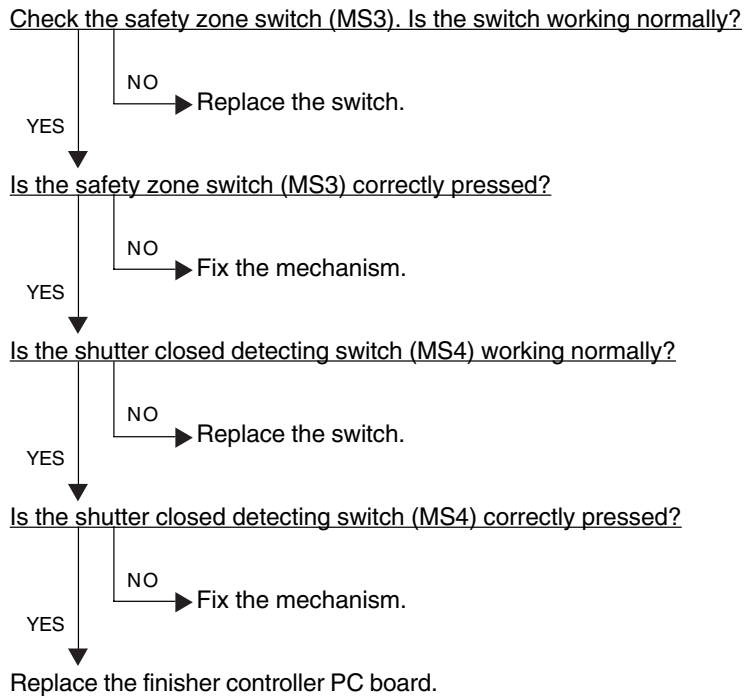 Check the safety zone switch (MS3). Is the switch working normally?
NO
Replace the switch.
YES
Is the safety zone switch (MS3) correctly pressed?
NO
Fix the mechanism.
YES
Is the shutter closed detecting switch (MS4) working normally?
NO
Replace the switch.
YES
Is the shutter closed detecting switch (MS4) correctly pressed?
NO
Fix the mechanism.
YES
Replace the finisher controller PC board.